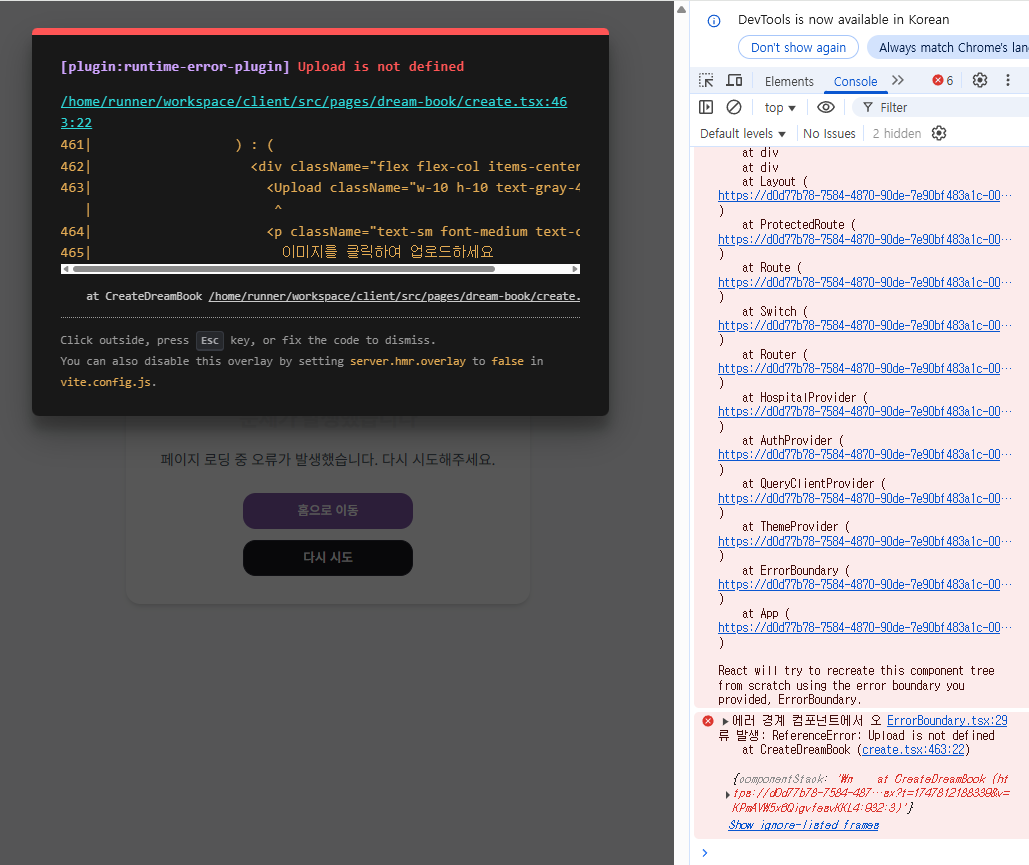 [plugin:runtime-error-plugin] Upload is not defined
/home/runner/workspace/client/src/pages/dream-book/create.tsx:46
3:22
461| ) : (
462| <div className="flex flex-col items-center
463| <Upload className="w-10 h-10 text-gray-4
| ^
464| <p className="text-sm font-medium text-c
465| 이미지를 클릭하여 업로드하세요
at CreateDreamBook /home/runner/workspace/client/src/pages/dream-book/create.
Click outside, press Esc key, or fix the code to dismiss.
You can also disable this overlay by setting server.hmr.overlay to false in
vite.config.js.
페이지 로딩 중 오류가 발생했습니다. 다시 시도해주세요.
홈으로 이동
다시 시도
DevTools is now available in Korean
Don't show again
Always match Chrome's lan
Elements
Console
6
top
Filter
Default levels
No Issues
2 hidden
at div
at div
at Layout (
https://d0d77b78-7584-4870-90de-7e90bf483a1c-00…
)
at ProtectedRoute (
https://d0d77b78-7584-4870-90de-7e90bf483a1c-00…
)
at Route (
https://d0d77b78-7584-4870-90de-7e90bf483a1c-00…
)
at Switch (
https://d0d77b78-7584-4870-90de-7e90bf483a1c-00…
)
at Router (
https://d0d77b78-7584-4870-90de-7e90bf483a1c-00…
)
at HospitalProvider (
https://d0d77b78-7584-4870-90de-7e90bf483a1c-00…
)
at AuthProvider (
https://d0d77b78-7584-4870-90de-7e90bf483a1c-00…
)
at QueryClientProvider (
https://d0d77b78-7584-4870-90de-7e90bf483a1c-00…
)
at ThemeProvider (
https://d0d77b78-7584-4870-90de-7e90bf483a1c-00…
)
at ErrorBoundary (
https://d0d77b78-7584-4870-90de-7e90bf483a1c-00…
)
at App (
https://d0d77b78-7584-4870-90de-7e90bf483a1c-00…
)
React will try to recreate this component tree
from scratch using the error boundary you
provided, ErrorBoundary.
에러 경계 컴포넌트에서 오 ErrorBoundary.tsx:29
류 발생: ReferenceError: Upload is not defined
at CreateDreamBook (create.tsx:463:22)
{componentStack: '₩n    at CreateDreamBook (ht
tps://d0d77b78-7584-487…sx?t=1747812188339&v=
KPmAVW5x6QigvfesvKKL4:932:3)'}
Show ignore-listed frames